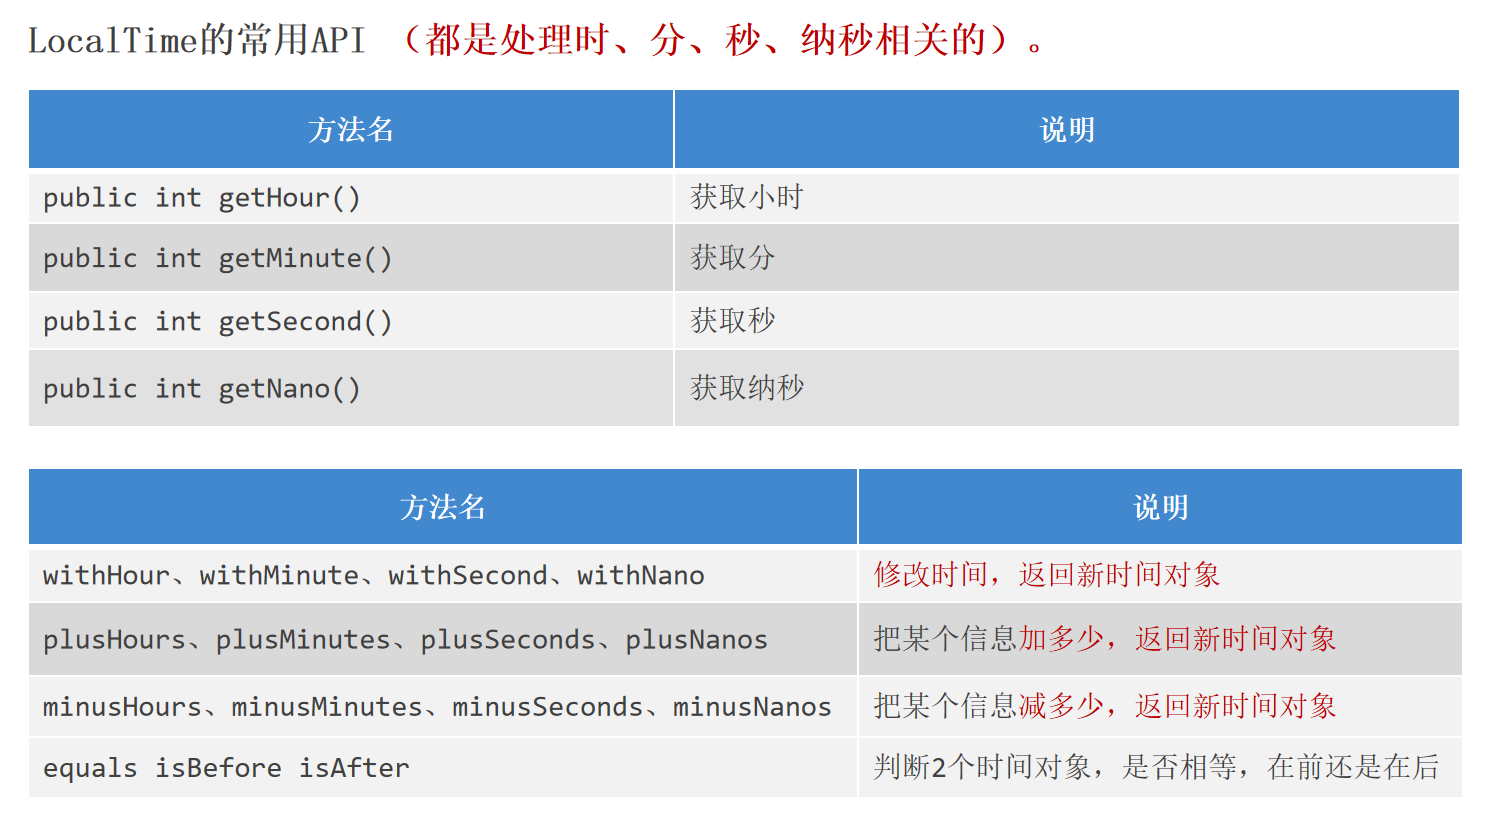 LocalTime的常用API （都是处理时、分、秒、纳秒相关的）。
方法名 说明
public int getHour() 获取小时
public int getMinute() 获取分
public int getSecond() 获取秒
public int getNano() 获取纳秒
方法名 说明
withHour、withMinute、withSecond、withNano 修改时间，返回新时间对象
plusHours、plusMinutes、plusSeconds、plusNanos 把某个信息加多少，返回新时间对象
minusHours、minusMinutes、minusSeconds、minusNanos 把某个信息减多少，返回新时间对象
equals isBefore isAfter 判断2个时间对象，是否相等，在前还是在后